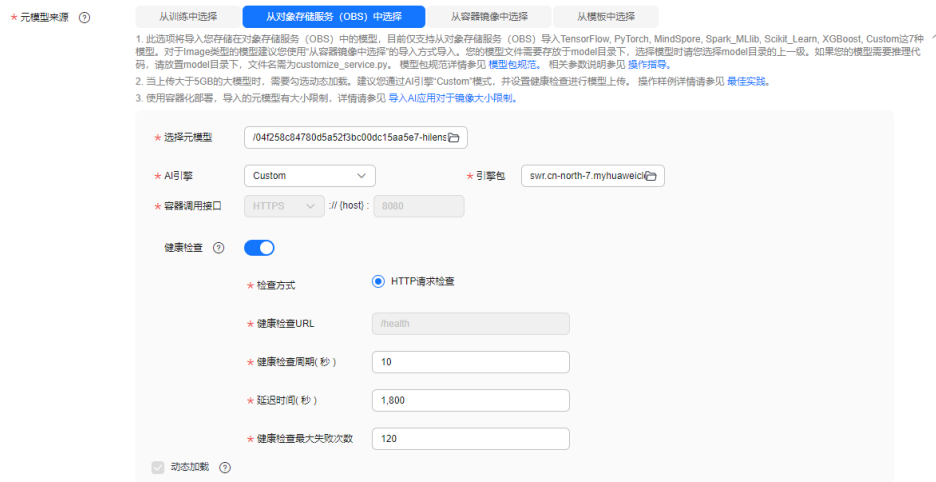 * 元模型来源 ?
从训练中选择 从对象存储服务（OBS）中选择 从容器镜像中选择 从模板中选择
1. 此选项将导入您存储在对象存储服务（OBS）中的模型，目前仅支持从对象存储服务（OBS）导入TensorFlow, PyTorch, MindSpore, Spark_MLlib, Scikit_Learn, XGBoost, Custom这7种
模型。对于Image类型的模型建议您使用“从容器镜像中选择”的导入方式导入。您的模型文件需要存放于model目录下，选择模型时请您选择model目录的上一级。如果您的模型需要推理代
码，请放置model目录下，文件名需为customize_service.py。 模型包规范详情参见 模型包规范。 相关参数说明参见 操作指导。
2. 当上传大于5GB的大模型时，需要勾选动态加载。建议您通过AI引擎“Custom”模式，并设置健康检查进行模型上传。 操作样例详情请参见 最佳实践。
3. 使用容器化部署，导入的元模型有大小限制，详情请参见 导入AI应用对于镜像大小限制。
* 选择元模型 /04f258c84780d5a52f3bc00dc15aa5e7-hilens
* AI引擎 Custom * 引擎包 swr.cn-north-7.myhuaweicl
* 容器调用接口 HTTPS :// {host} : 8080
健康检查 ?
* 检查方式 HTTP请求检查
* 健康检查URL /health
* 健康检查周期( 秒 ) 10
* 延迟时间( 秒 ) 1,800
* 健康检查最大失败次数 120
动态加载 ?